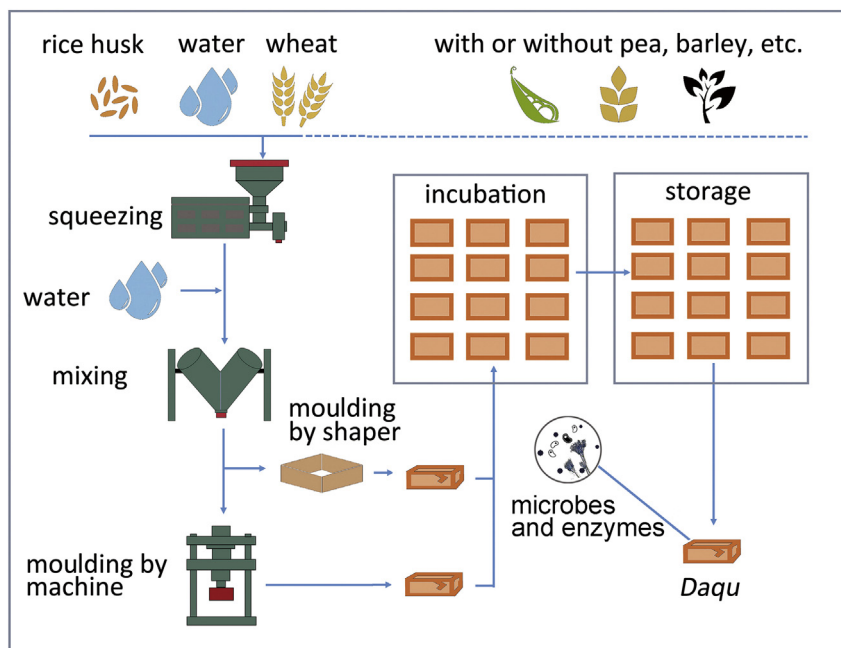 rice husk
water
wheat
with or without pea, barley, etc.
squeezing
water
mixing
moulding
by shaper
moulding by
machine
incubation
storage
microbes
and enzymes
Daqu